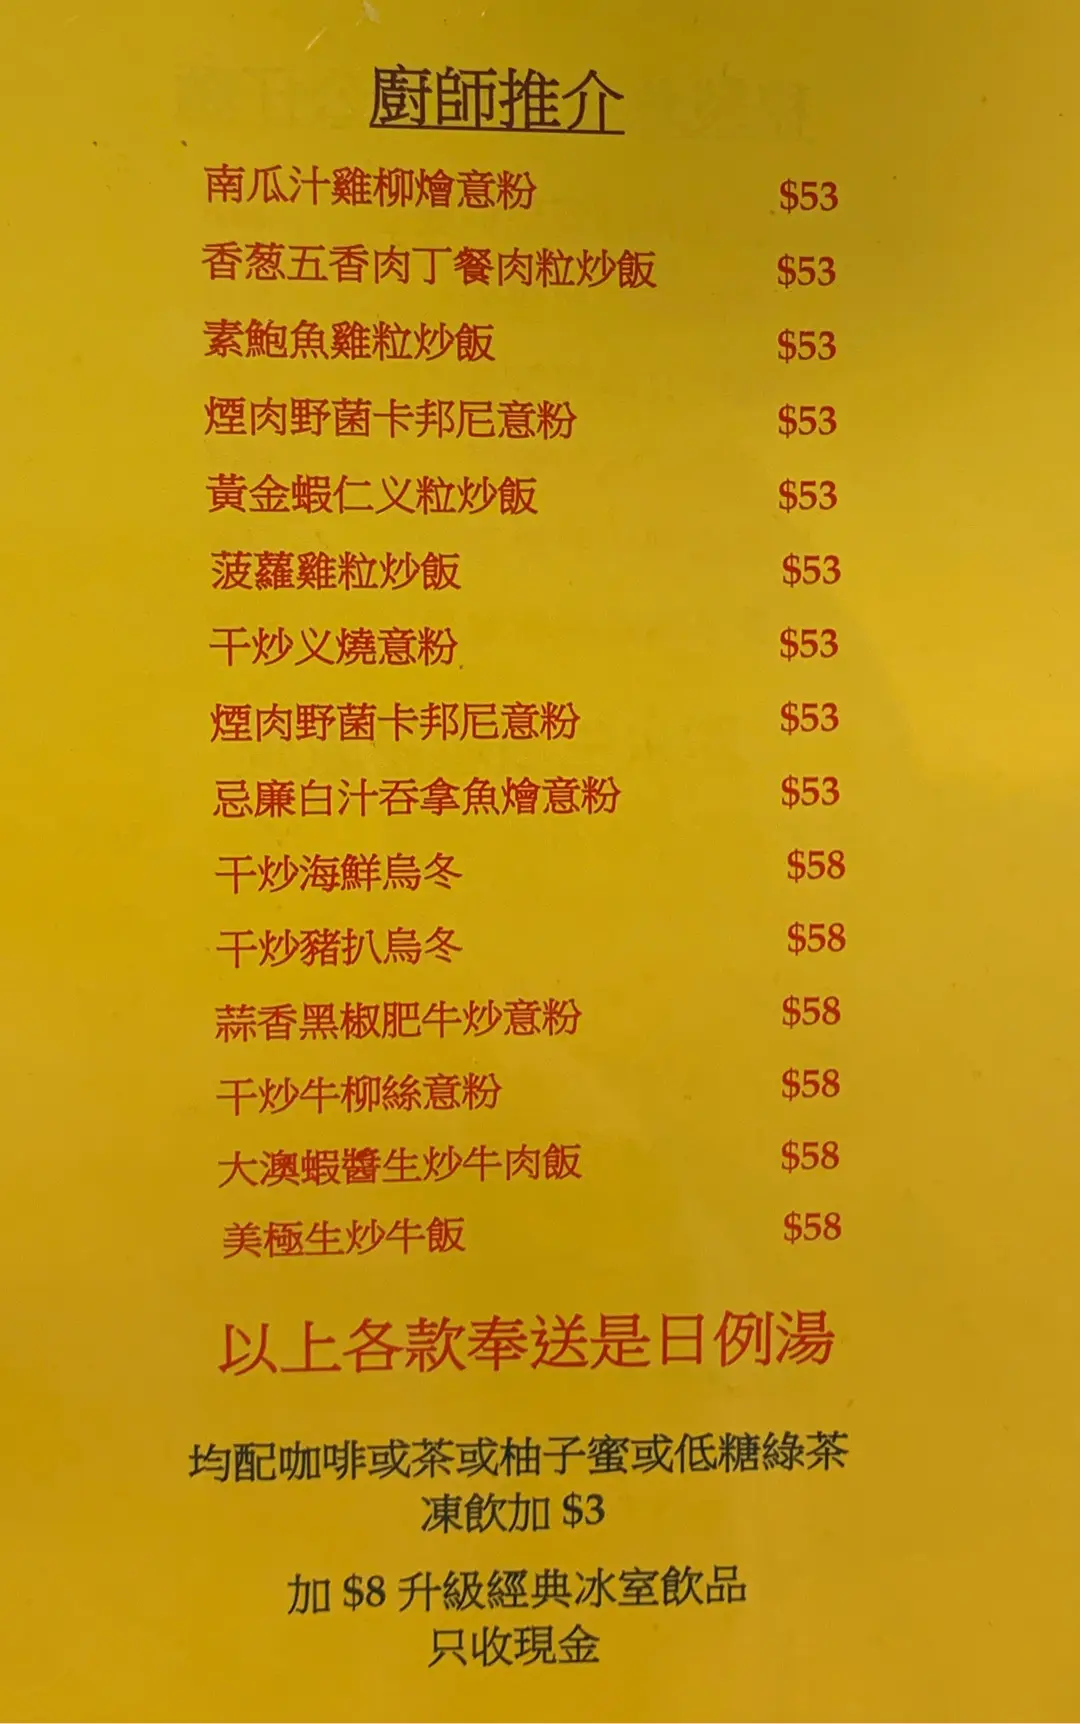 廚師推介
南瓜汁雞柳燴意粉 $53
香葱五香肉丁餐肉粒炒飯 $53
素鮑魚雞粒炒飯 $53
煙肉野菌卡邦尼意粉 $53
黃金蝦仁义粒炒飯 $53
菠蘿雞粒炒飯 $53
干炒义燒意粉 $53
煙肉野菌卡邦尼意粉 $53
忌廉白汁吞拿魚燴意粉 $53
干炒海鮮烏冬 $58
干炒豬扒烏冬 $58
蒜香黑椒肥牛炒意粉 $58
干炒牛柳絲意粉 $58
大澳蝦醬生炒牛肉飯 $58
美極生炒牛飯 $58
以上各款奉送是日例湯
均配咖啡或茶或柚子蜜或低糖綠茶
凍飲加 $3
加 $8 升級經典冰室飲品
只收現金